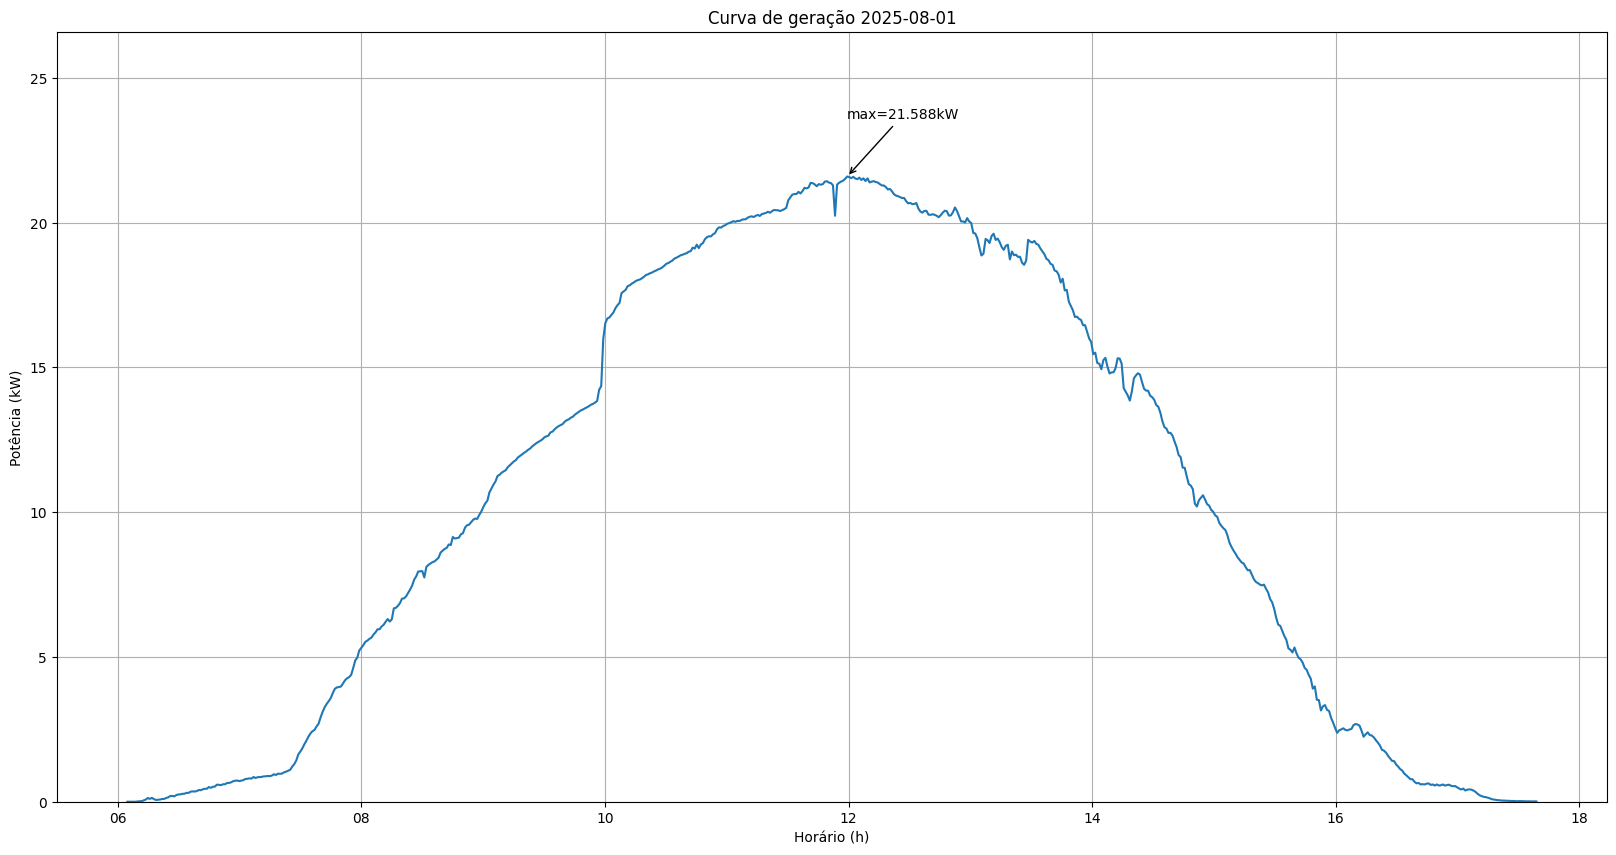 Curva de geração 2025-08-01
max=21.588kW
25
20
15
10
5
0
Potência (kW)
06 08 10 12 14 16 18
Horário (h)